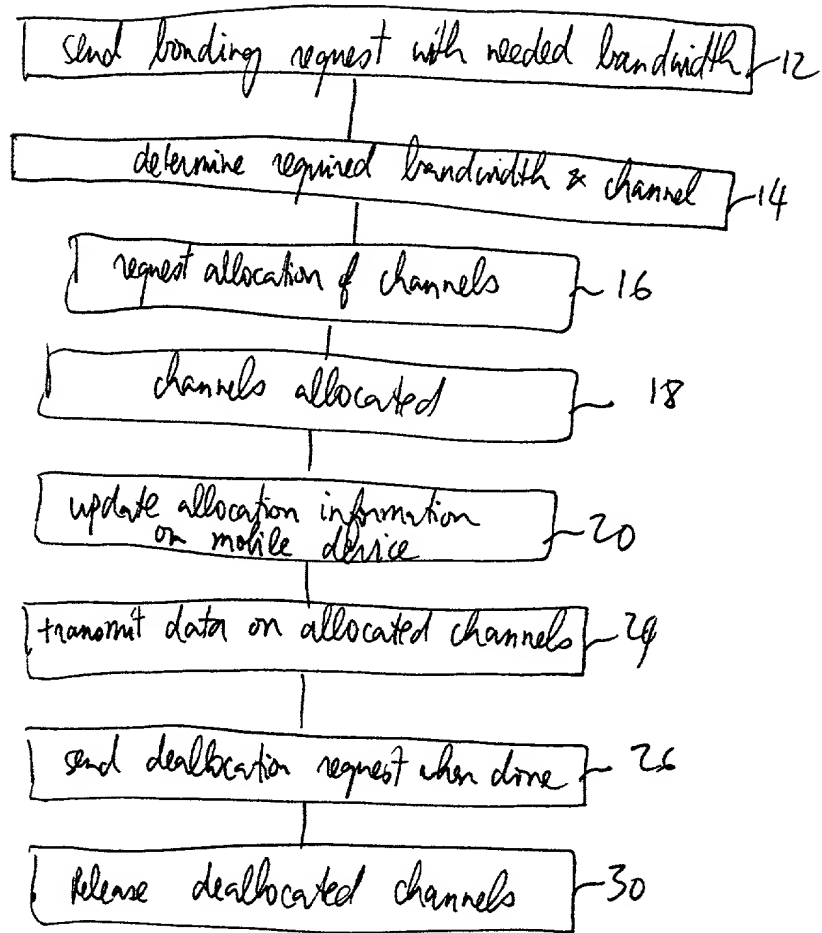 send bonding request with needed bandwidth 12
determine required bandwidth & channel 14
request allocation of channels 16
channels allocated 18
update allocation information
on mobile device 20
transmit data on allocated channels 24
send deallocation request when done 26
Release deallocated channels 30